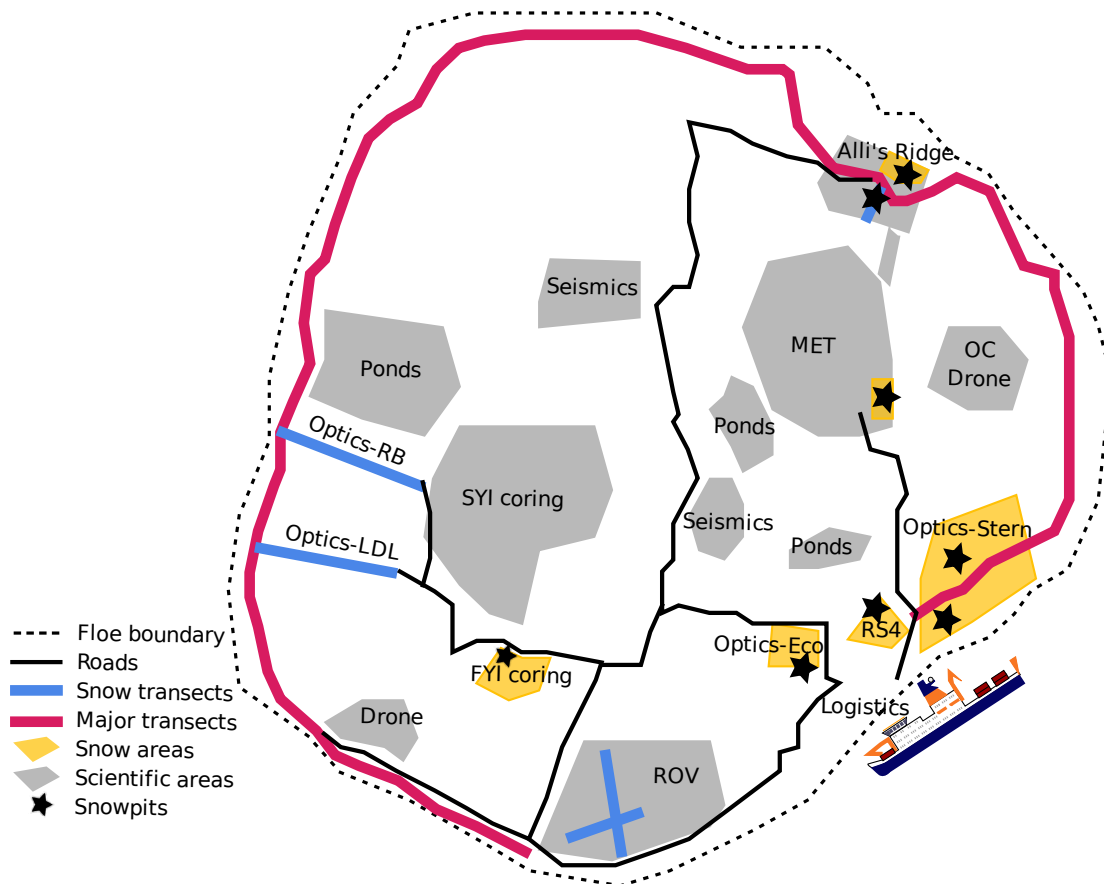 Alli's Ridge
Seismics
MET
OC
Drone
Ponds
Optics-RB
Ponds
SYI coring
Seismics
Optics-Stern
Optics-LDL
Ponds
RS4
Optics-Eco
FYI coring
Logistics
Drone
ROV
Floe boundary
Roads
Snow transects
Major transects
Snow areas
Scientific areas
Snowpits